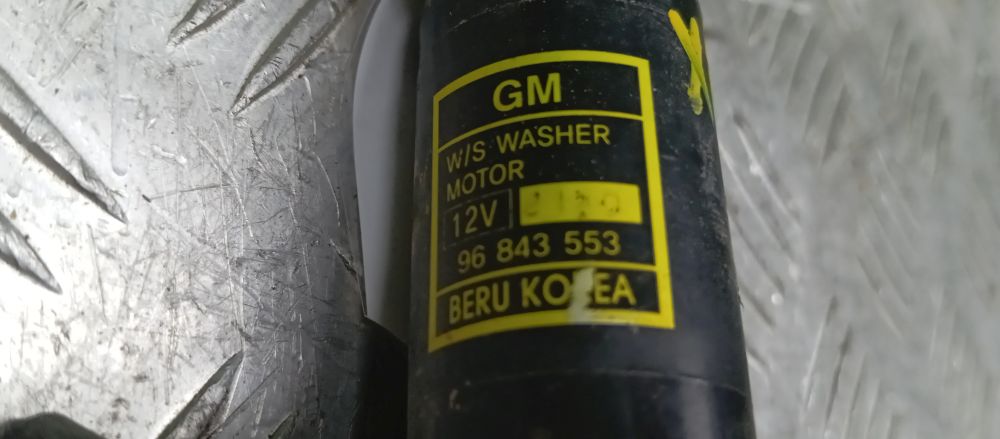 GM
W/S WASHER
MOTOR
12V
96 843 553
BERU KOREA